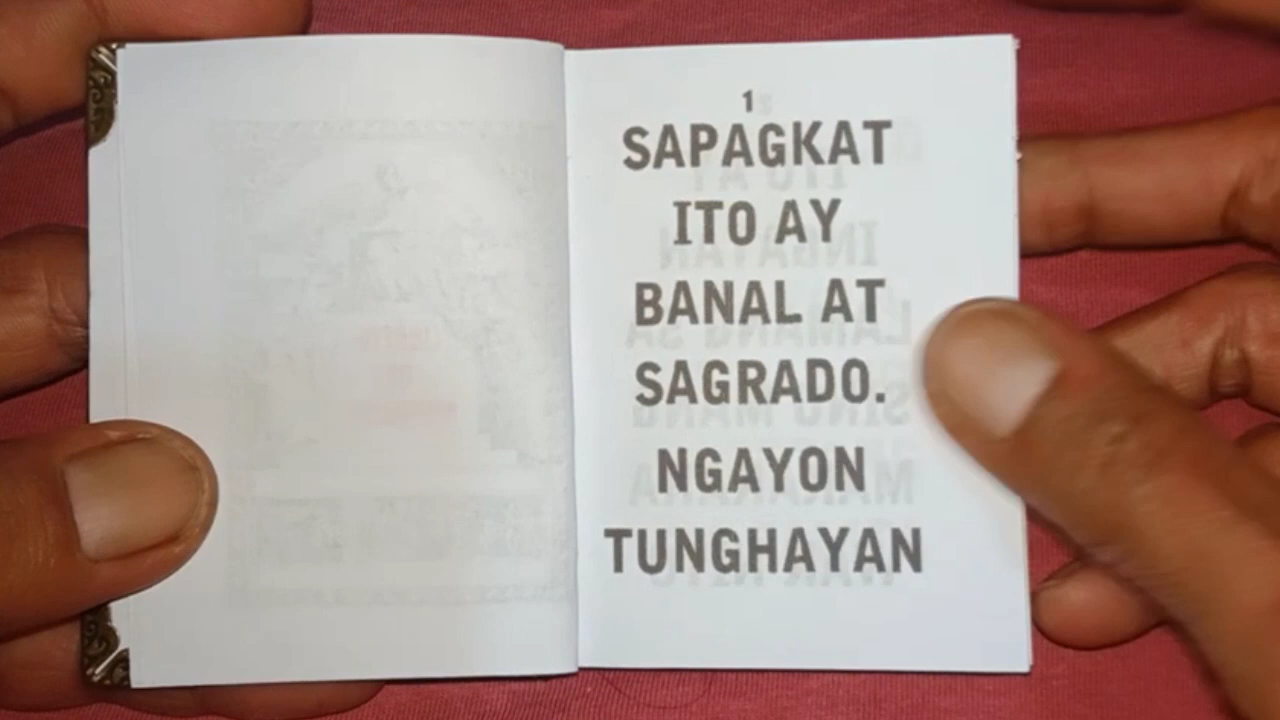 1
SAPAGKAT
ITO AY
BANAL AT
SAGRADO.
NGAYON
TUNGHAYAN